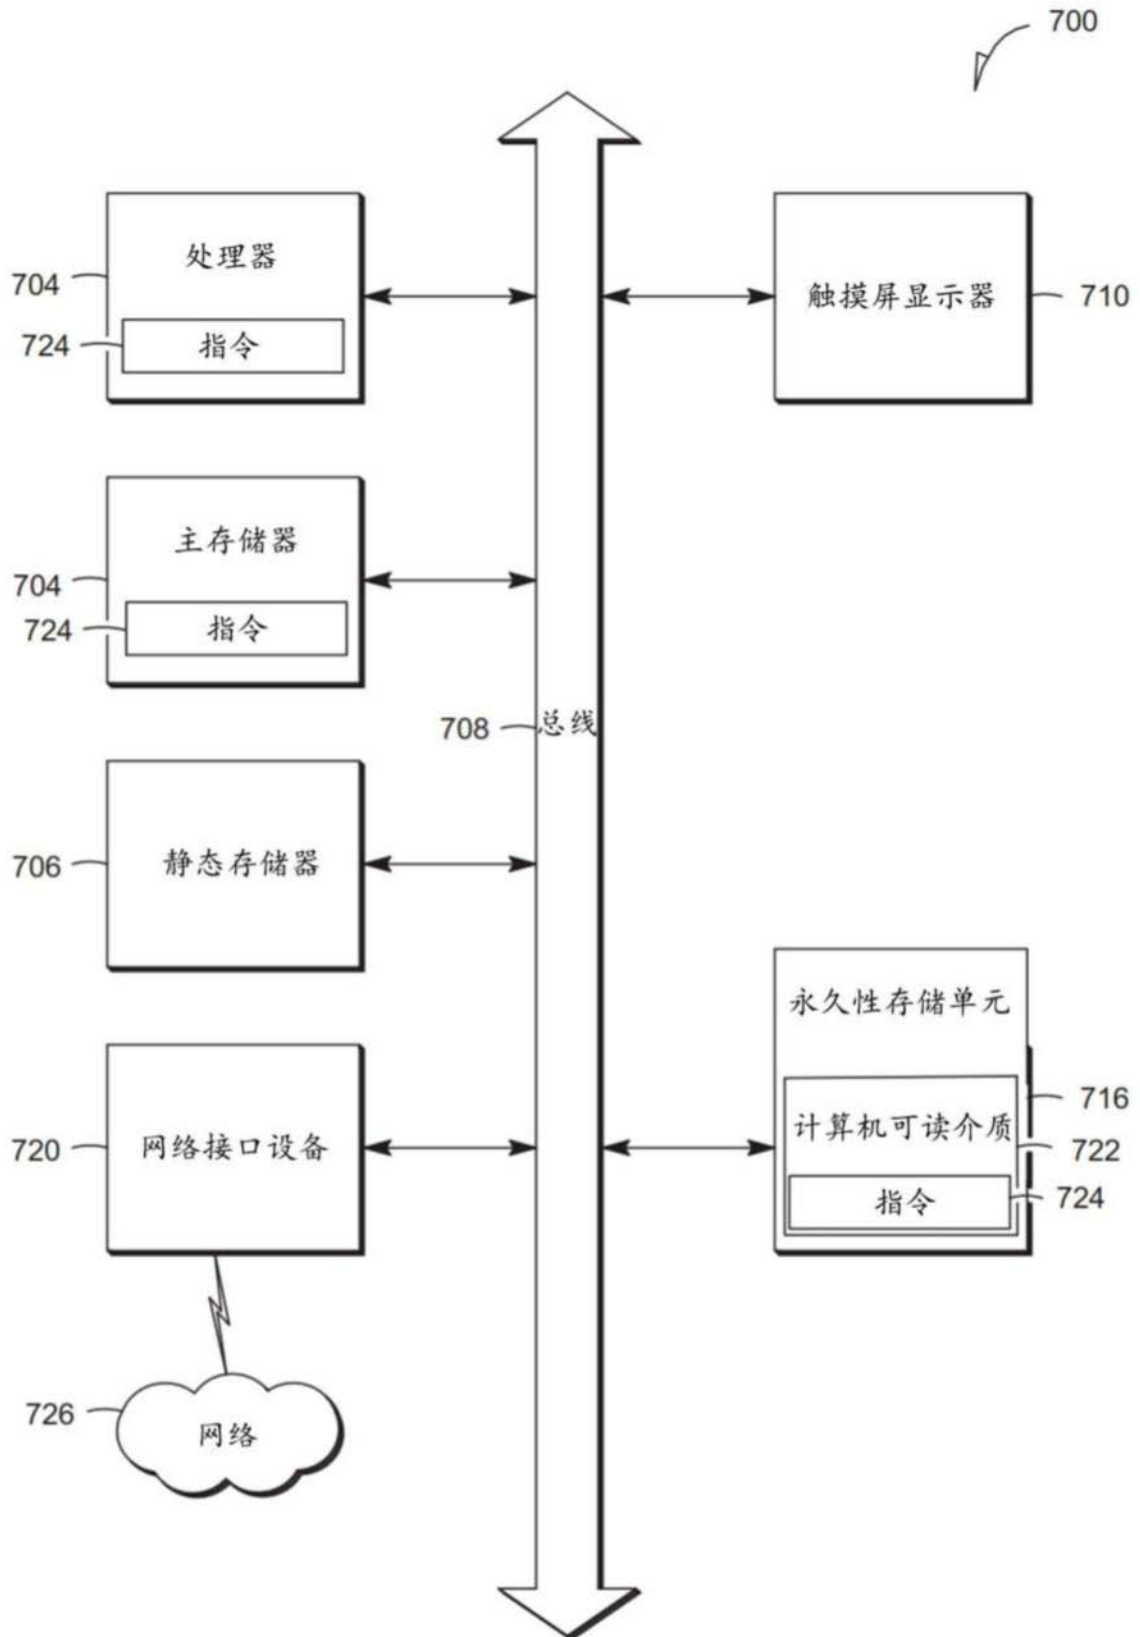 700
处理器
704
724
指令
触摸屏显示器
710
主存储器
704
724
指令
708
总线
706
静态存储器
永久性存储单元
716
计算机可读介质
722
指令
724
720
网络接口设备
726
网络